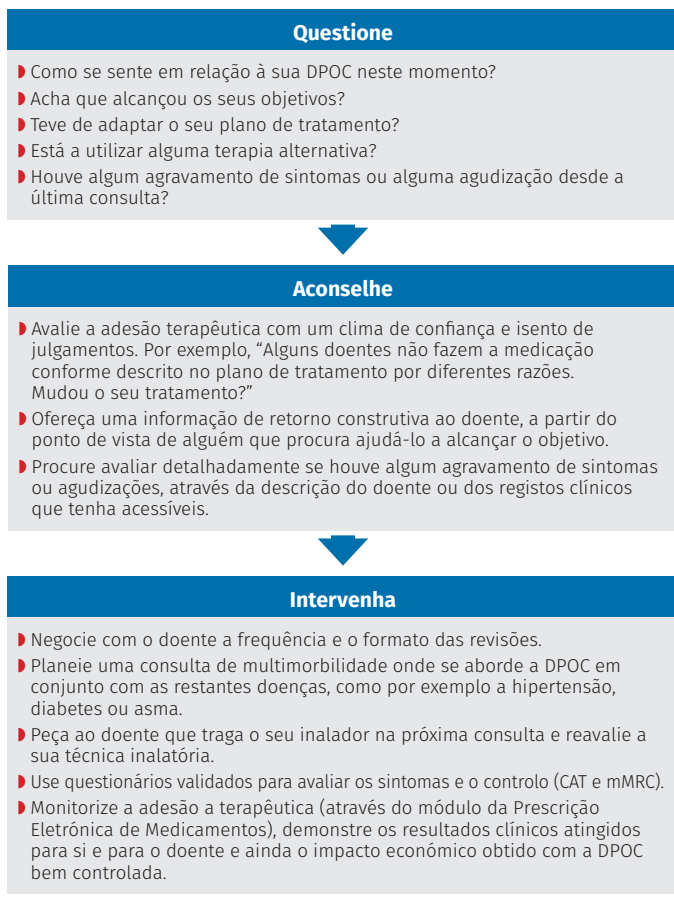 Questione
Como se sente em relação à sua DPOC neste momento?
Acha que alcançou os seus objetivos?
Teve de adaptar o seu plano de tratamento?
Está a utilizar alguma terapia alternativa?
Houve algum agravamento de sintomas ou alguma agudização desde a
última consulta?
Aconselhe
Avalie a adesão terapêutica com um clima de confiança e isento de
julgamentos. Por exemplo, “Alguns doentes não fazem a medicação
conforme descrito no plano de tratamento por diferentes razões.
Mudou o seu tratamento?”
Ofereça uma informação de retorno construtiva ao doente, a partir do
ponto de vista de alguém que procura ajudá-lo a alcançar o objetivo.
Procure avaliar detalhadamente se houve algum agravamento de sintomas
ou agudizações, através da descrição do doente ou dos registos clínicos
que tenha acessíveis.
Intervenha
Negocie com o doente a frequência e o formato das revisões.
Planeie uma consulta de multimorbilidade onde se aborde a DPOC em
conjunto com as restantes doenças, como por exemplo a hipertensão,
diabetes ou asma.
Peça ao doente que traga o seu inalador na próxima consulta e reavalie a
sua técnica inalatória.
Use questionários validados para avaliar os sintomas e o controlo (CAT e mMRC).
Monitorize a adesão a terapêutica (através do módulo da Prescrição
Eletrónica de Medicamentos), demonstre os resultados clínicos atingidos
para si e para o doente e ainda o impacto económico obtido com a DPOC
bem controlada.